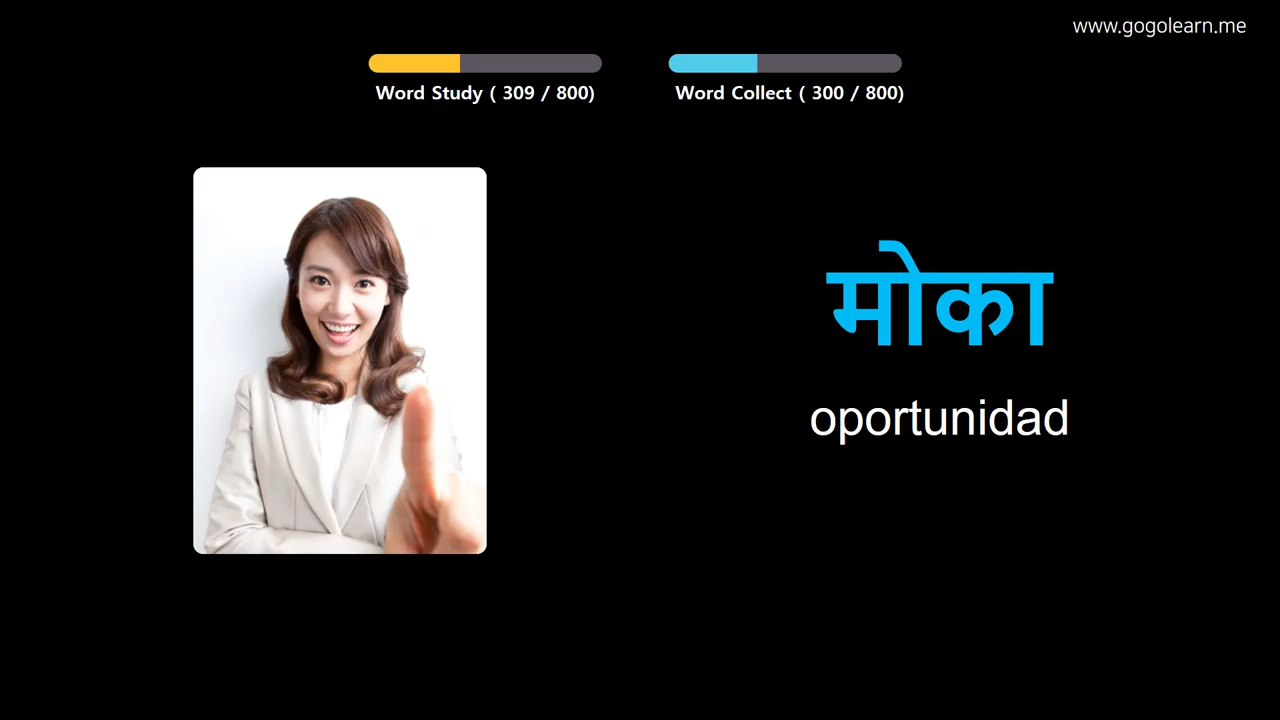 www.gogolearn.me
Word Study ( 309 / 800)
Word Collect ( 300 / 800)
मोका
oportunidad